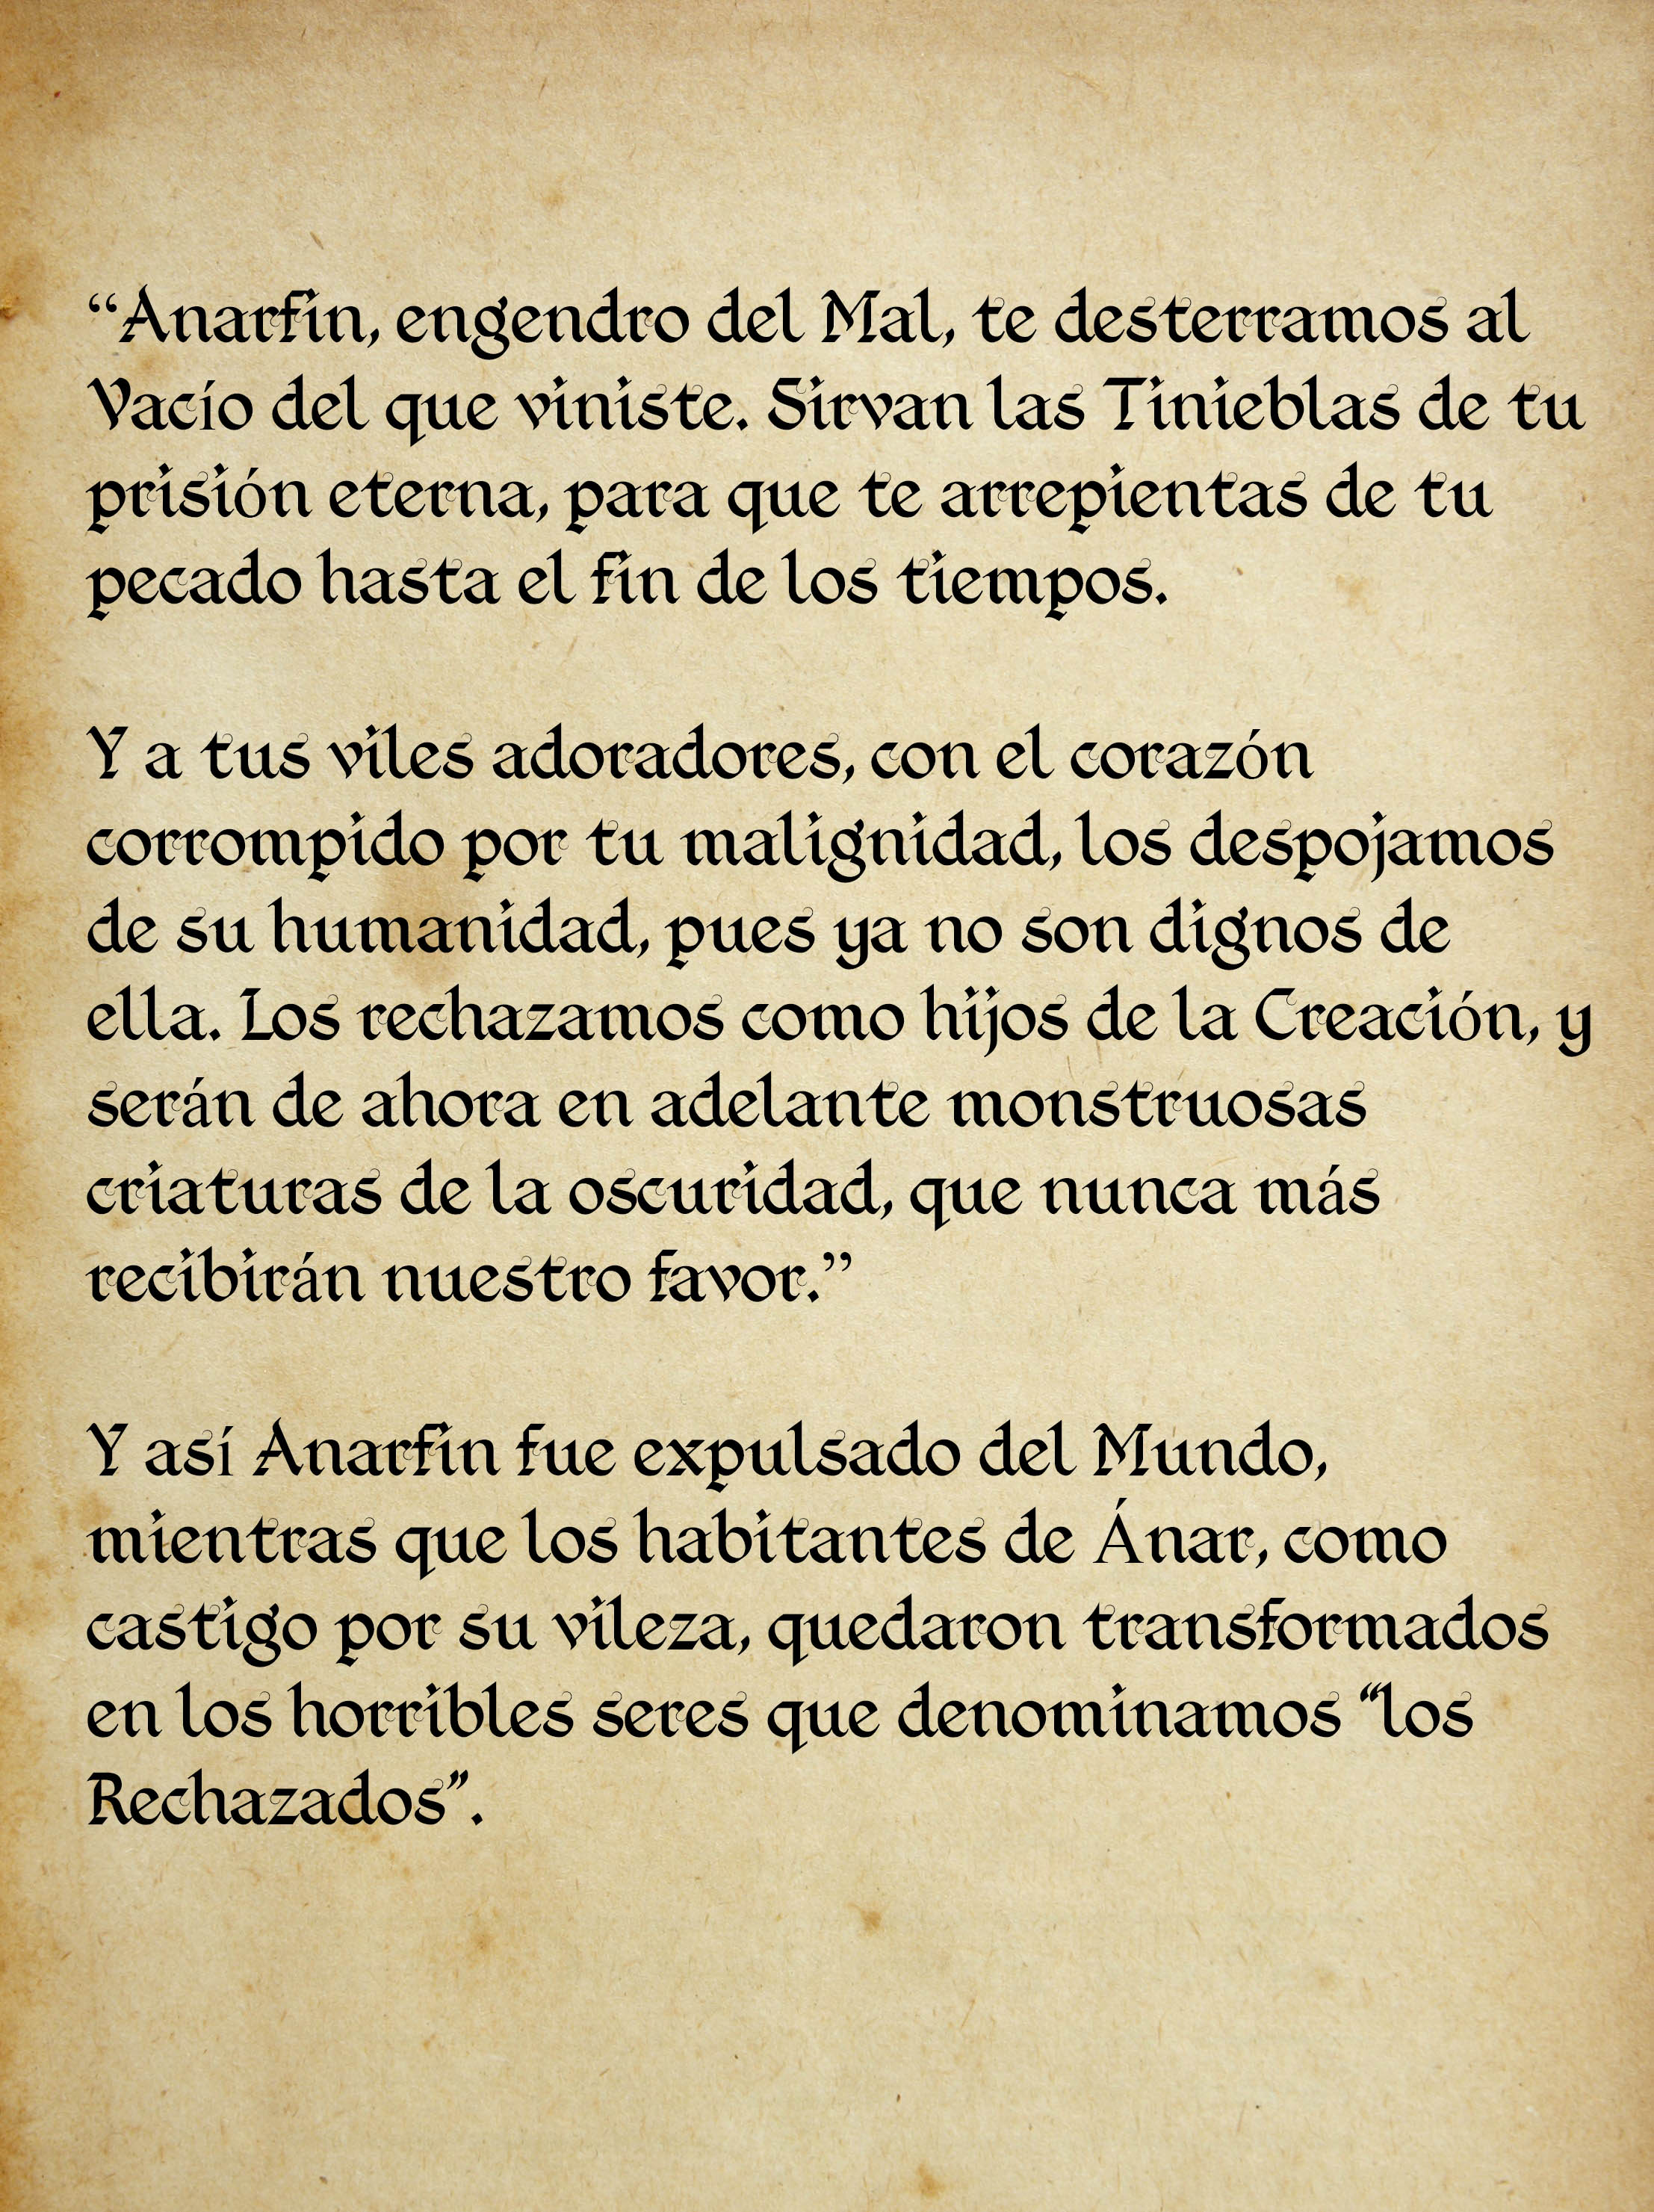 “Anarfin, engendro del Mal, te desterramos al
Vacío del que viniste. Sirvan las Tinieblas de tu
prisión eterna, para que te arrepientas de tu
pecado hasta el fin de los tiempos.
Y a tus viles adoradores, con el corazón
corrompido por tu malignidad, los despojamos
de su humanidad, pues ya no son dignos de
ella. Los rechazamos como hijos de la Creación, y
serán de ahora en adelante monstruosas
criaturas de la oscuridad, que nunca más
recibirán nuestro favor.”
Y así Anarfin fue expulsado del Mundo,
mientras que los habitantes de Ánar, como
castigo por su vileza, quedaron transformados
en los horribles seres que denominamos “los
Rechazados”.